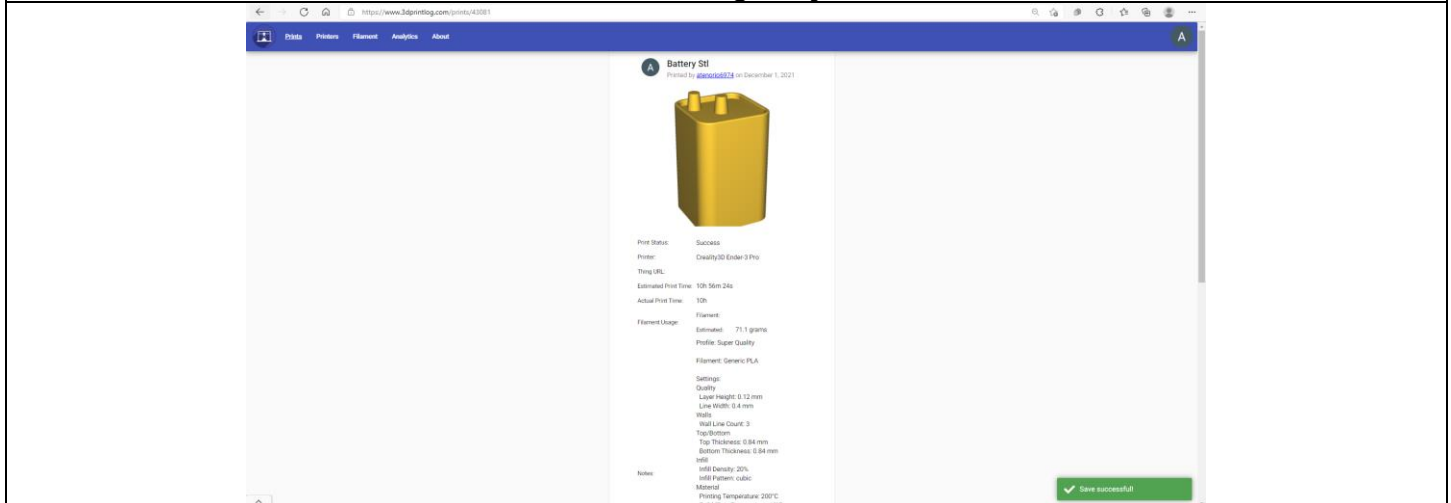 https://www.3dprintlog.com/prints/43081
Prints Printers Filament Analytics About
A
A
Battery Stl
Printed by atenorio6974 on December 1, 2021
Print Status: Success
Printer: Creality3D Ender-3 Pro
Thing URL:
Estimated Print Time: 10h 56m 24s
Actual Print Time: 10h
Filament Usage:
Filament:
Estimated: 71.1 grams
Profile: Super Quality
Filament: Generic PLA
Settings:
Quality
Layer Height: 0.12 mm
Line Width: 0.4 mm
Walls
Wall Line Count: 3
Top/Bottom
Top Thickness: 0.84 mm
Bottom Thickness: 0.84 mm
Infill
Notes:
Infill Density: 20%
Infill Pattern: cubic
Material
Printing Temperature: 200°C
Save successful!